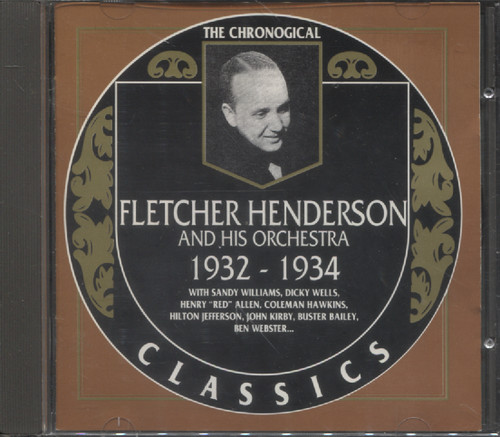 THE CHRONOGICAL
FLETCHER HENDERSON
AND HIS ORCHESTRA
1932 - 1934
WITH SANDY WILLIAMS, DICKY WELLS,
HENRY "RED" ALLEN, COLEMAN HAWKINS,
HILTON JEFFERSON, JOHN KIRBY, BUSTER BAILEY,
BEN WEBSTER...
CLASSICS